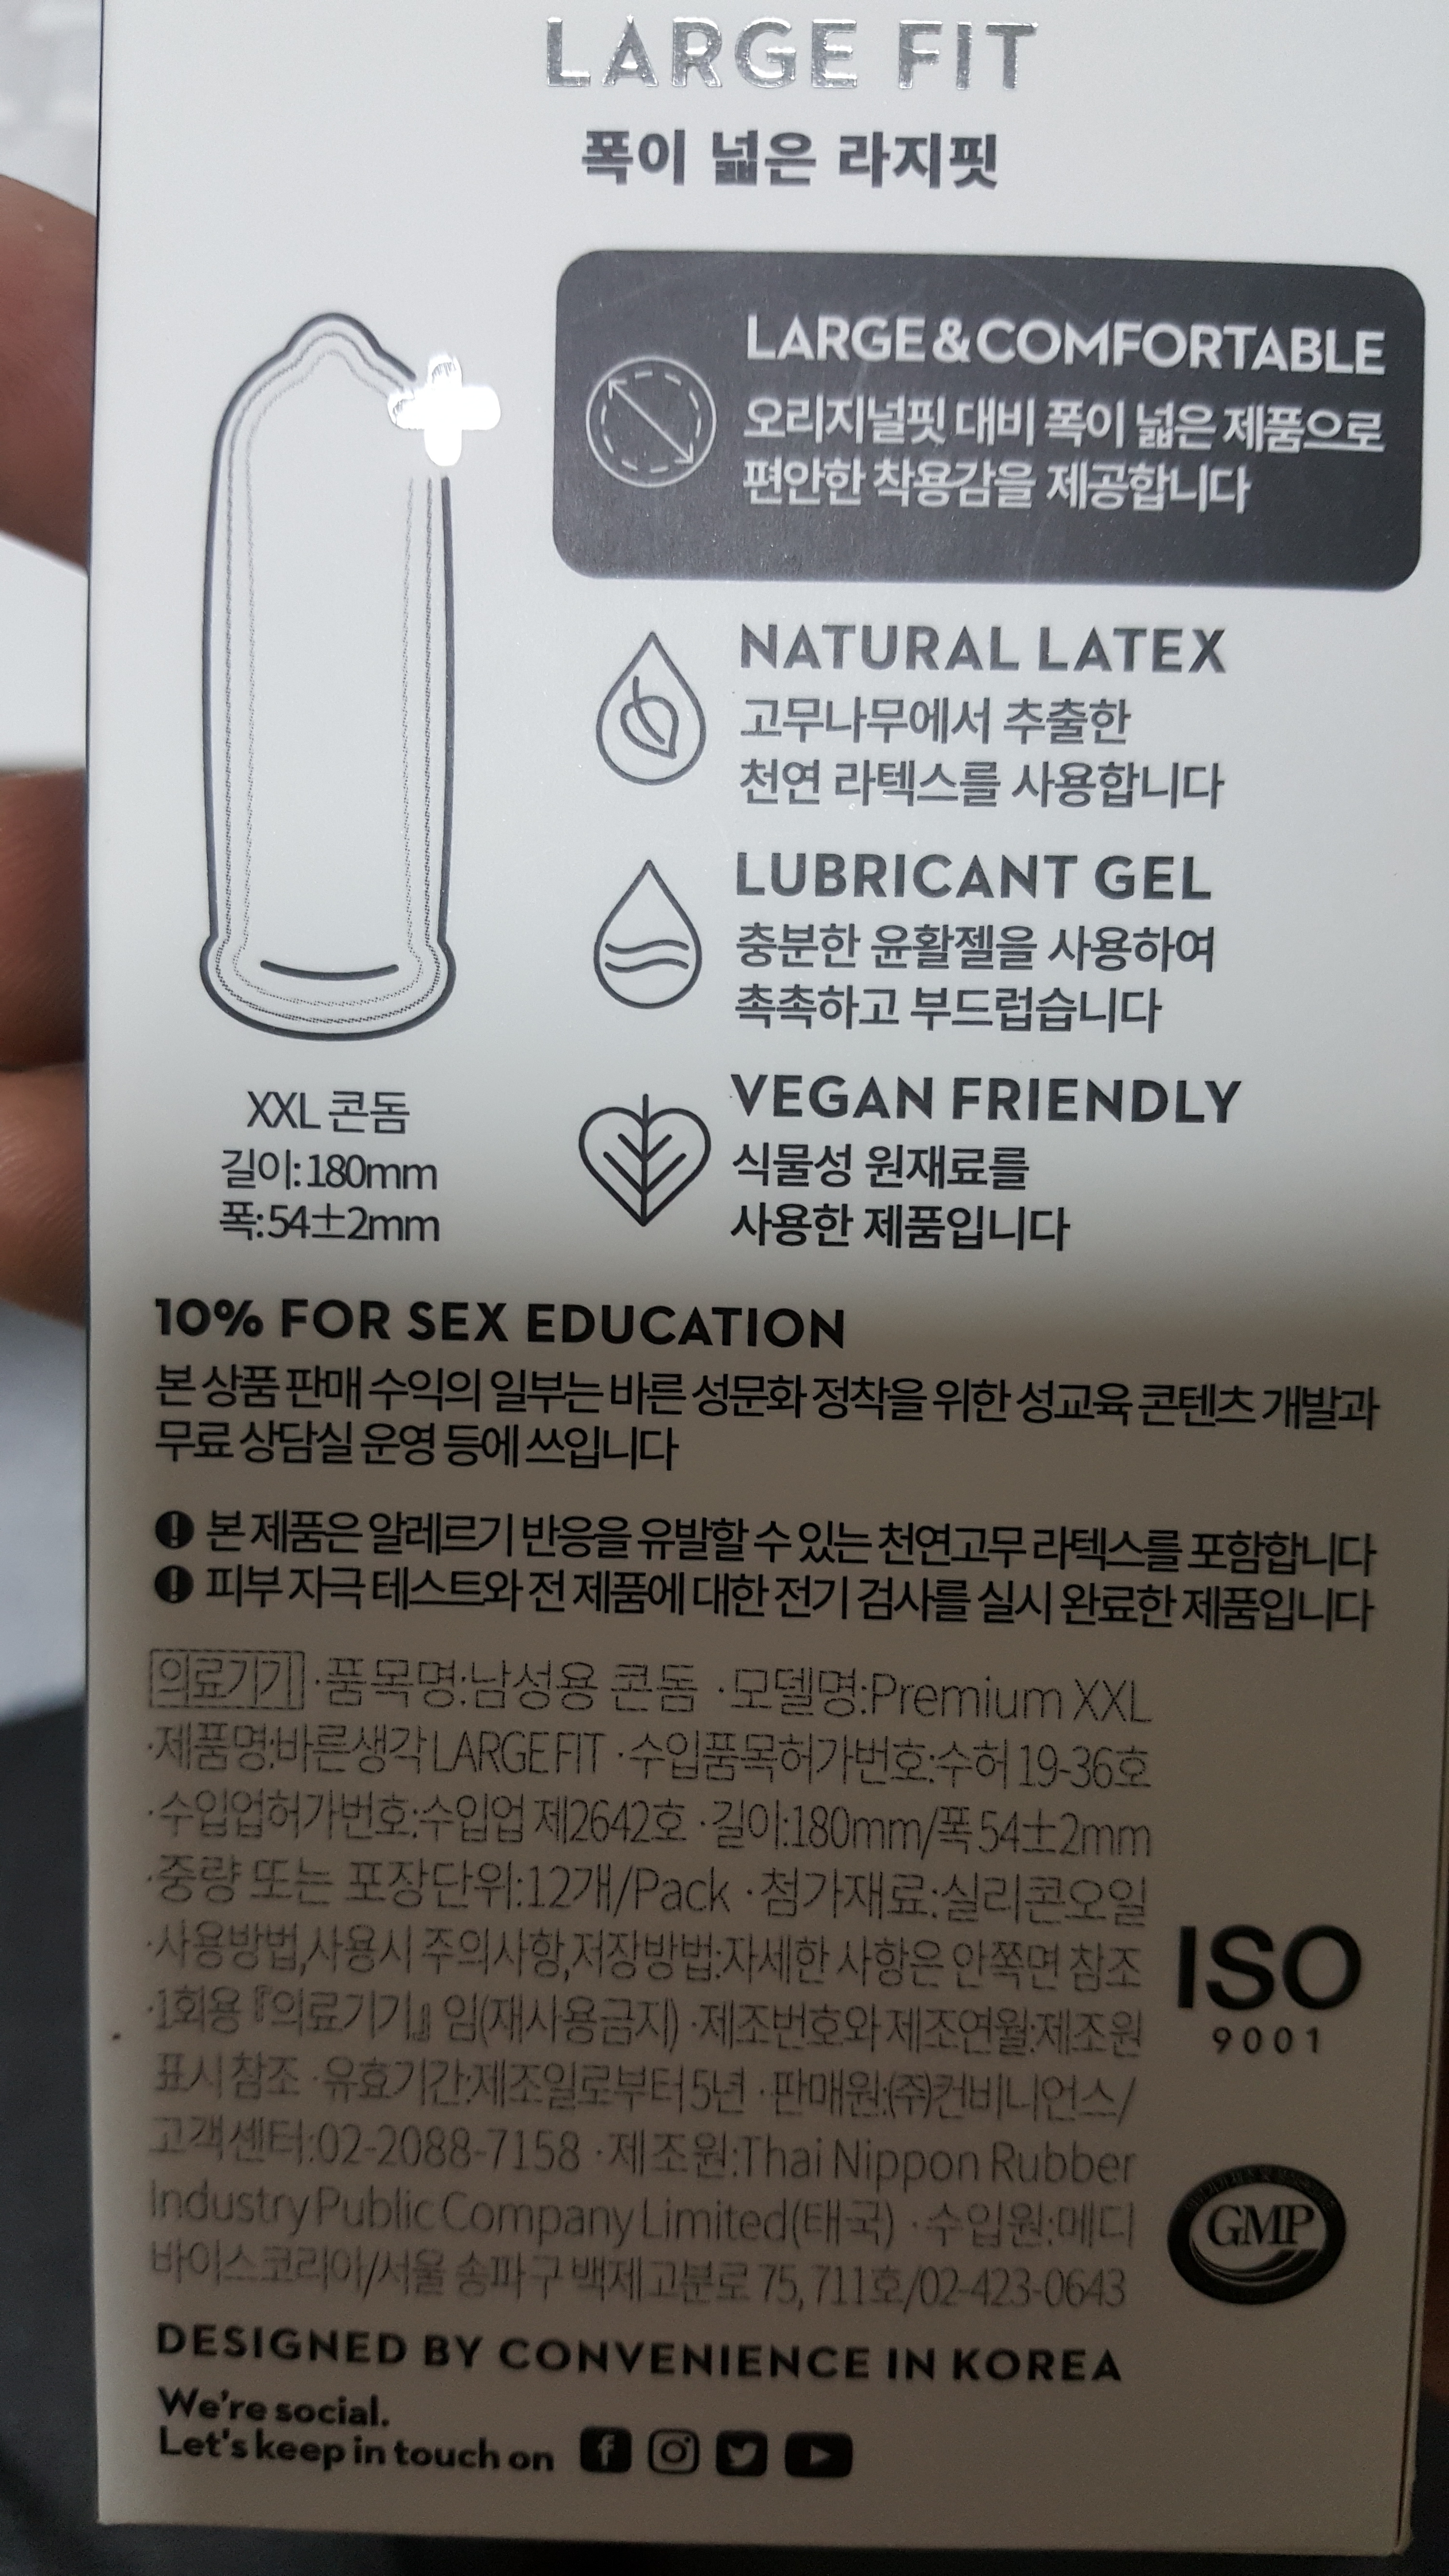 LARGE FIT
폭이 넓은 라지핏
LARGE&COMFORTABLE
오리지널핏 대비 폭이 넓은 제품으로
편안한 착용감을 제공합니다
NATURAL LATEX
고무나무에서 추출한
천연 라텍스를 사용합니다
LUBRICANT GEL
충분한 윤활젤을 사용하여
촉촉하고 부드럽습니다
VEGAN FRIENDLY
식물성 원재료를
사용한 제품입니다
XXL 콘돔
길이:180mm
폭:54±2mm
10% FOR SEX EDUCATION
본 상품 판매 수익의 일부는 바른 성문화 정착을 위한 성교육 콘텐츠 개발과
무료 상담실 운영 등에 쓰입니다
본 제품은 알레르기 반응을 유발할 수 있는 천연고무 라텍스를 포함합니다
피부 자극 테스트와 전 제품에 대한 전기 검사를 실시 완료한 제품입니다
의료기기 ·품목명:남성용 콘돔 ·모델명:Premium XXL
·제품명:바른생각 LARGE FIT ·수입품목허가번호:수허 19-36호
·수입업허가번호:수입업 제2642호 ·길이:180mm/폭 54±2mm
·중량 또는 포장단위:12개/Pack ·첨가재료:실리콘오일
·사용방법,사용시 주의사항,저장방법:자세한 사항은 안쪽면 참조
·1회용 『의료기기』 임(재사용금지) ·제조번호와 제조연월:제조원
표시 참조 ·유효기간:제조일로부터 5년 ·판매원:(주)컨비니언스/
고객센터:02-2088-7158 ·제조원:Thai Nippon Rubber
Industry Public Company Limited(태국) ·수입원:메디
바이스코리아/서울 송파구 백제고분로 75, 711호/02-423-0643
ISO
9001
GMP
DESIGNED BY CONVENIENCE IN KOREA
We're social.
Let's keep in touch on